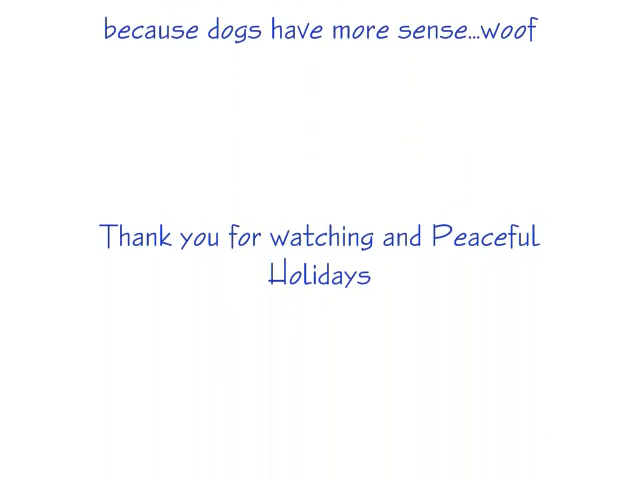 because dogs have more sense...woof
Thank you for watching and Peaceful
Holidays